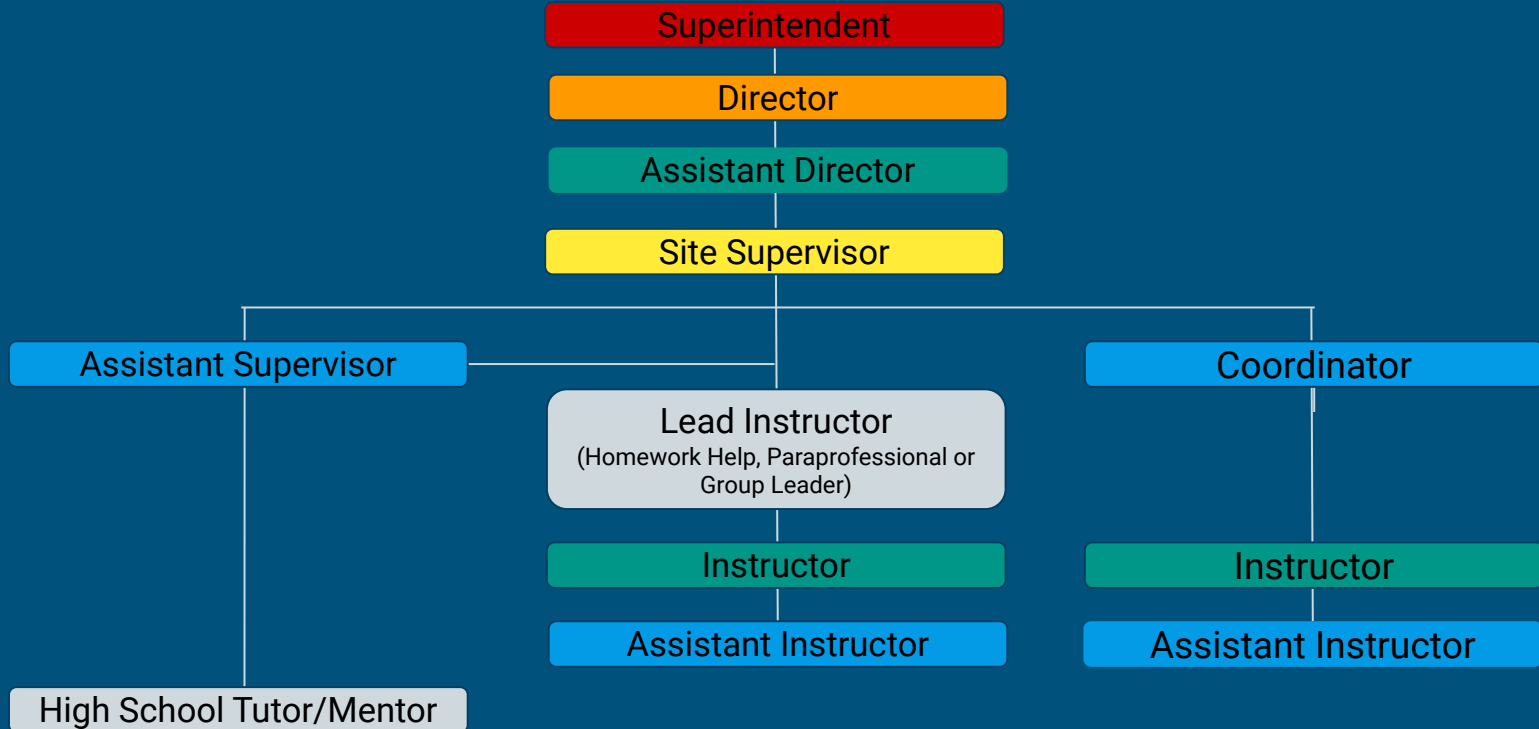 Superintendent
Director
Assistant Director
Site Supervisor
Assistant Supervisor
Coordinator
Lead Instructor
(Homework Help, Paraprofessional or
Group Leader)
Instructor
Instructor
Assistant Instructor
Assistant Instructor
High School Tutor/Mentor